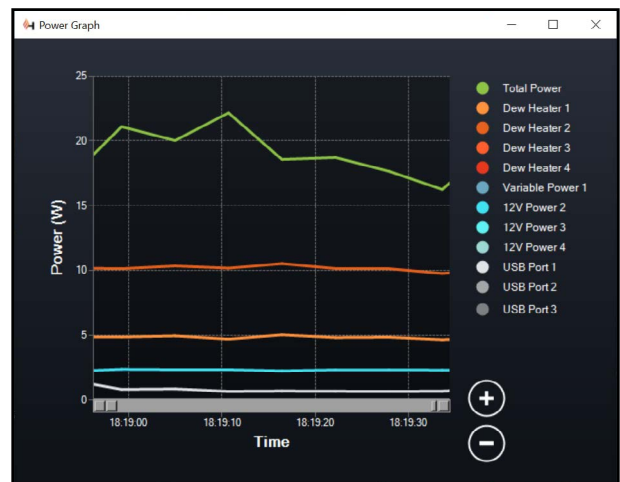 Power Graph
25
20
15
10
5
0
Power (W)
18:19:00
18:19:10
18:19:20
18:19:30
Time
Total Power
Dew Heater 1
Dew Heater 2
Dew Heater 3
Dew Heater 4
Variable Power 1
12V Power 2
12V Power 3
12V Power 4
USB Port 1
USB Port 2
USB Port 3